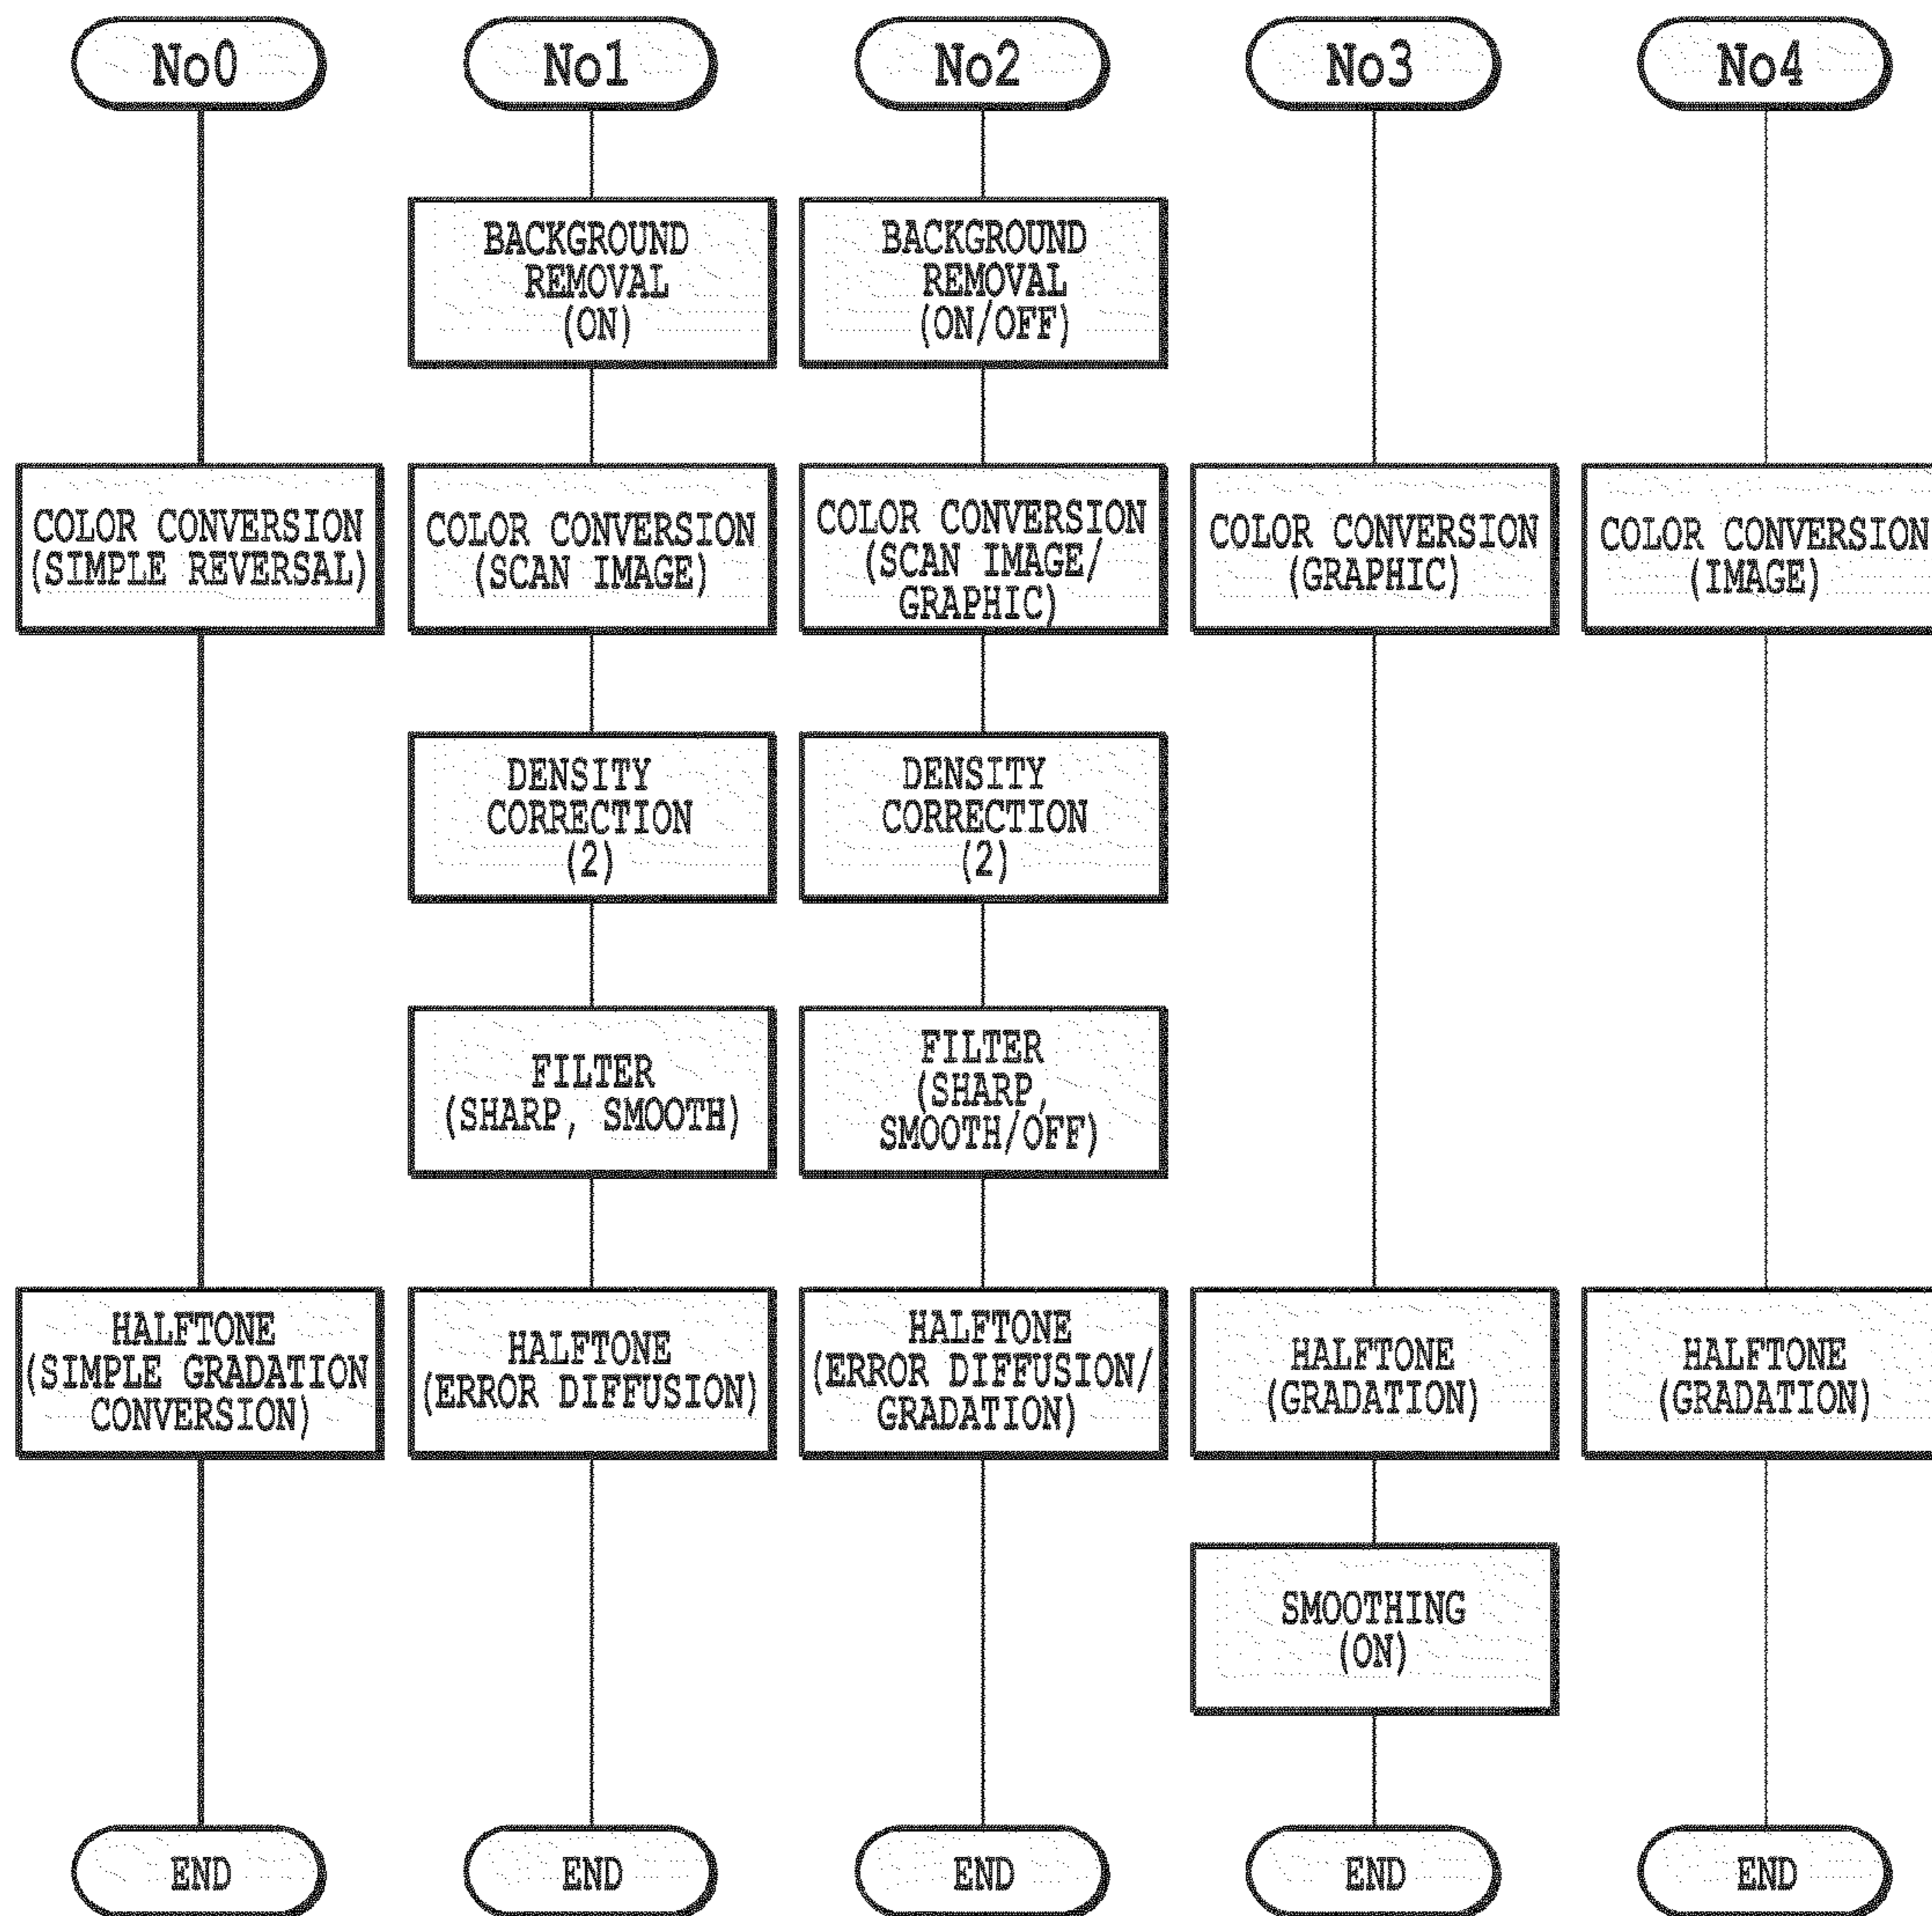 No0
No1
No2
No3
No4
BACKGROUND
REMOVAL
(ON)
BACKGROUND
REMOVAL
(ON/OFF)
COLOR CONVERSION
(SIMPLE REVERSAL)
COLOR CONVERSION
(SCAN IMAGE)
COLOR CONVERSION
(SCAN IMAGE/
GRAPHIC)
COLOR CONVERSION
(GRAPHIC)
COLOR CONVERSION
(IMAGE)
DENSITY
CORRECTION
(2)
DENSITY
CORRECTION
(2)
FILTER
(SHARP, SMOOTH)
FILTER
(SHARP,
SMOOTH/OFF)
HALFTONE
(SIMPLE GRADATION
CONVERSION)
HALFTONE
(ERROR DIFFUSION)
HALFTONE
(ERROR DIFFUSION/
GRADATION)
HALFTONE
(GRADATION)
HALFTONE
(GRADATION)
SMOOTHING
(ON)
END
END
END
END
END